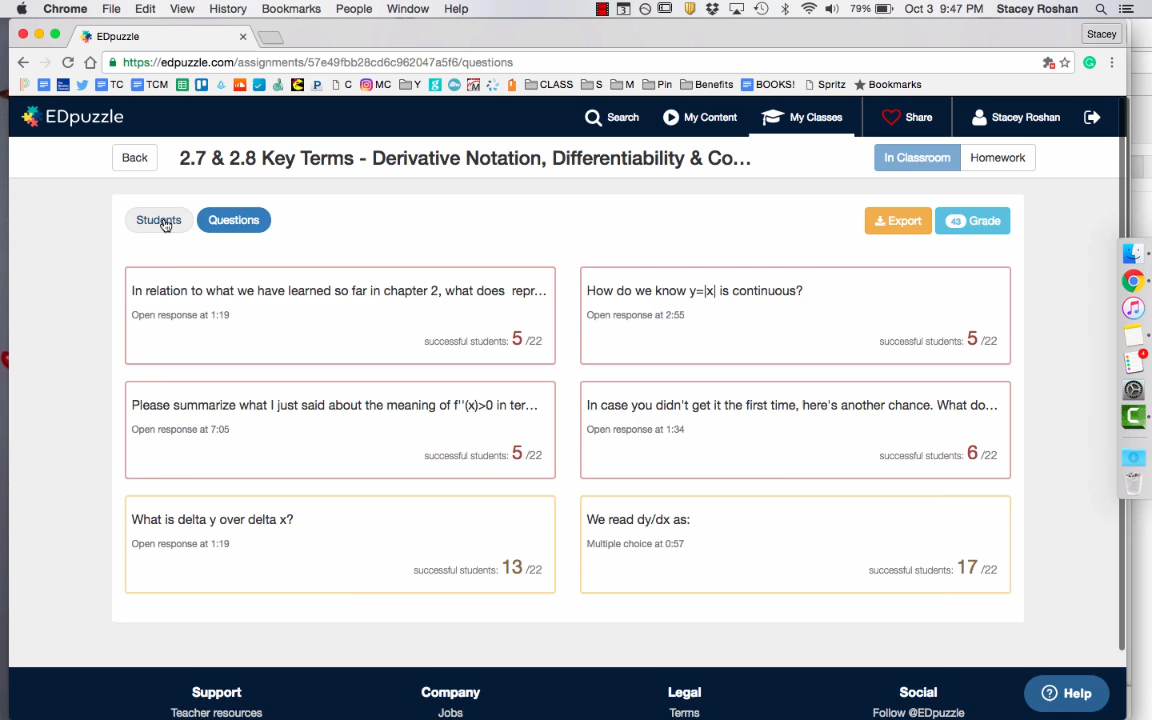 Chrome File Edit View History Bookmarks People Window Help 3 79% Oct 3 9:47 PM Stacey Roshan
EDpuzzle Stacey
https://edpuzzle.com/assignments/57e49fbb28cd6c962047a5f6/questions
TC TCM C MC Y CLASS S M Pin Benefits BOOKS! Spritz Bookmarks
EDpuzzle Search My Content My Classes Share Stacey Roshan
Back 2.7 & 2.8 Key Terms - Derivative Notation, Differentiability & Co... In Classroom Homework
Students Questions Export 43 Grade
In relation to what we have learned so far in chapter 2, what does repr...
Open response at 1:19
successful students: 5 /22
How do we know y=|x| is continuous?
Open response at 2:55
successful students: 5 /22
Please summarize what I just said about the meaning of f''(x)>0 in ter...
Open response at 7:05
successful students: 5 /22
In case you didn't get it the first time, here's another chance. What do...
Open response at 1:34
successful students: 6 /22
What is delta y over delta x?
Open response at 1:19
successful students: 13 /22
We read dy/dx as:
Multiple choice at 0:57
successful students: 17 /22
Support Company Legal Social
Teacher resources Jobs Terms Follow @EDpuzzle
Help